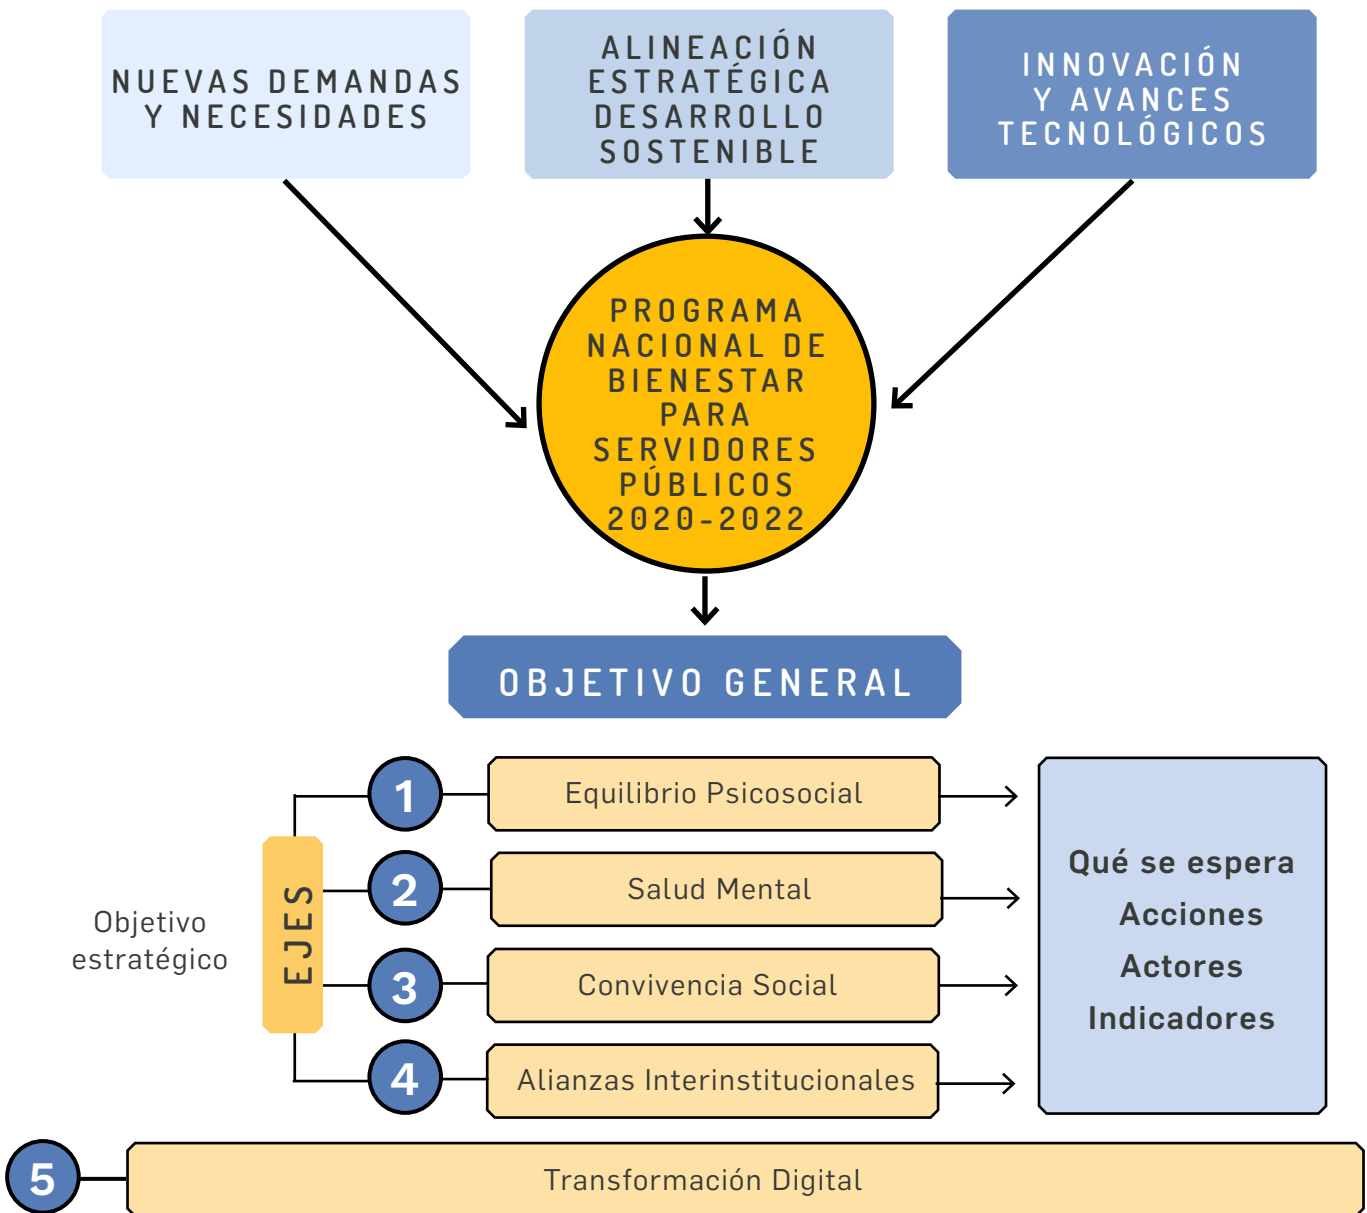 NUEVAS DEMANDAS
Y NECESIDADES
ALINEACIÓN
ESTRATÉGICA
DESARROLLO
SOSTENIBLE
INNOVACIÓN
Y AVANCES
TECNOLÓGICOS
PROGRAMA
NACIONAL DE
BIENESTAR
PARA
SERVIDORES
PÚBLICOS
2020-2022
OBJETIVO GENERAL
Objetivo
estratégico
EJES
1
Equilibrio Psicosocial
2
Salud Mental
3
Convivencia Social
4
Alianzas Interinstitucionales
Qué se espera
Acciones
Actores
Indicadores
5
Transformación Digital